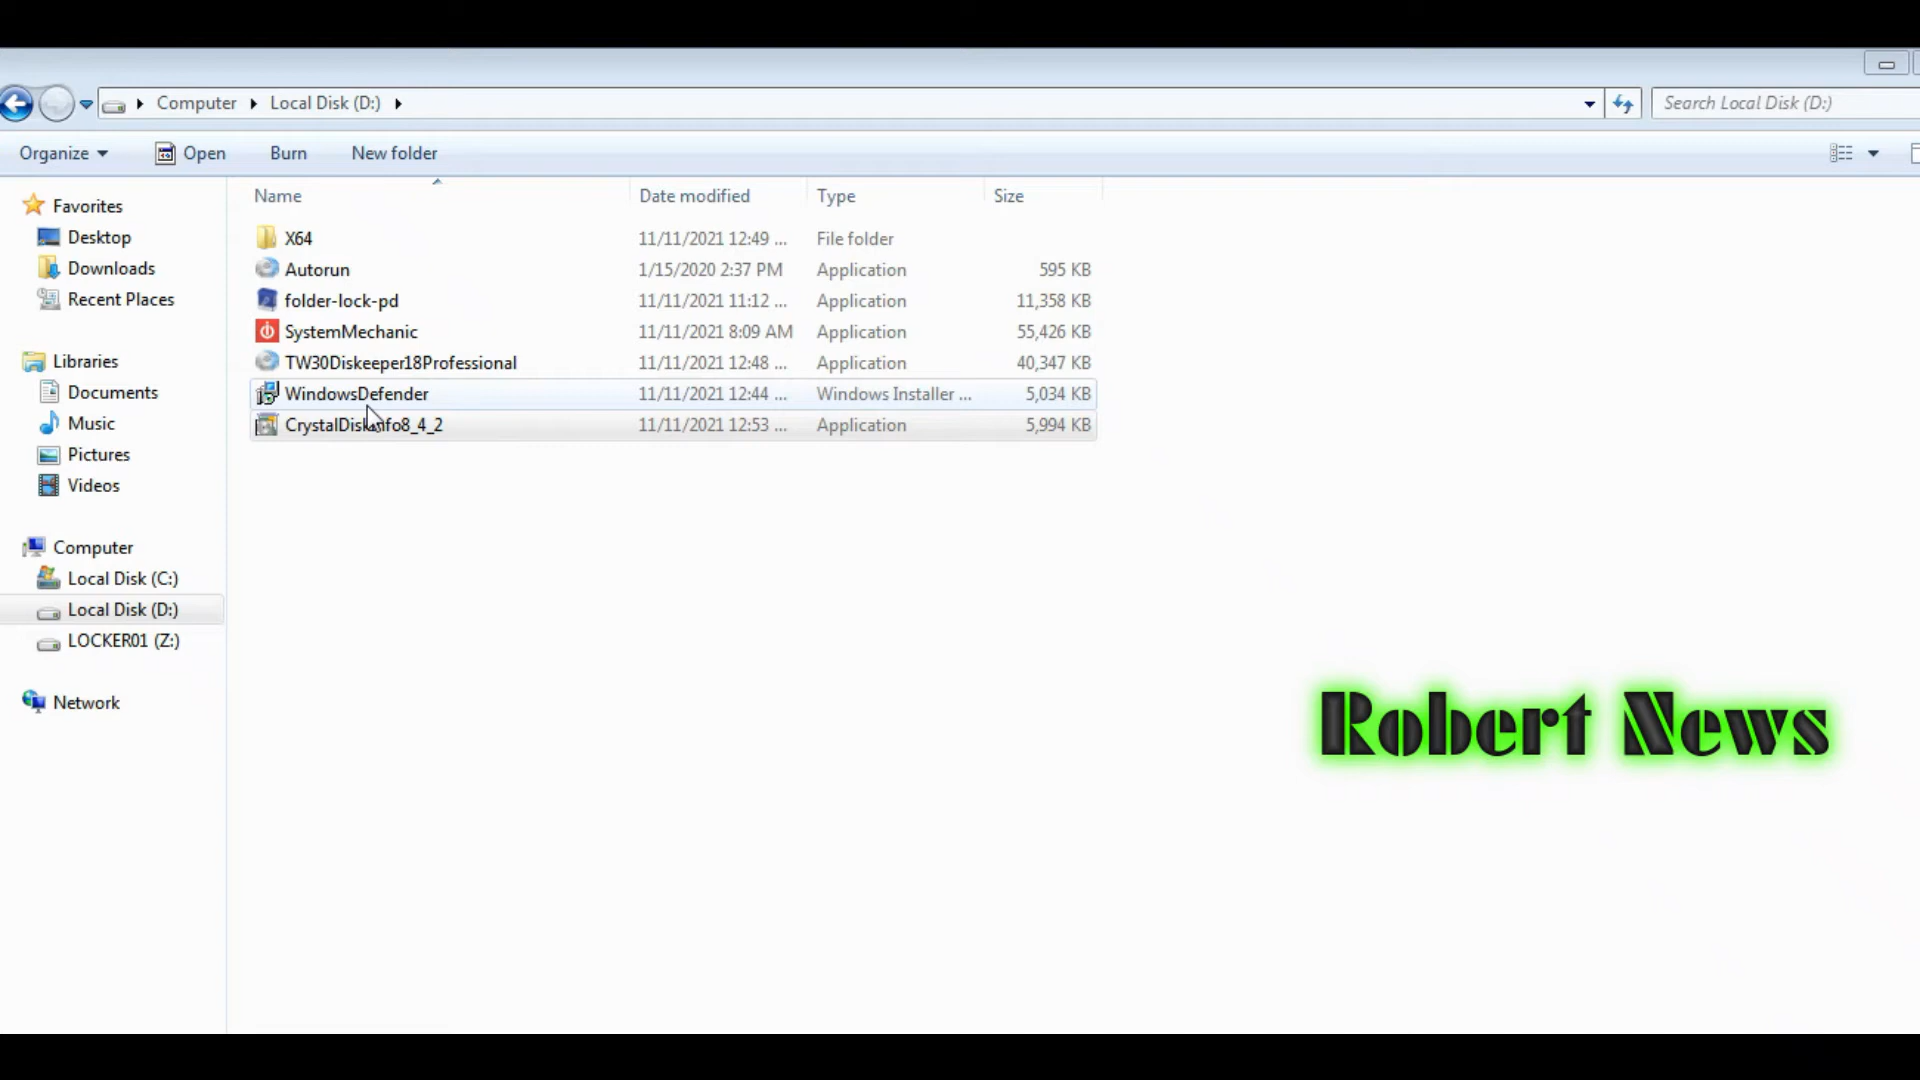 Computer Local Disk (D:)
Search Local Disk (D:)
Organize Open Burn New folder
Name Date modified Type Size
X64 11/11/2021 12:49 ... File folder
Autorun 1/15/2020 2:37 PM Application 595 KB
folder-lock-pd 11/11/2021 11:12 ... Application 11,358 KB
SystemMechanic 11/11/2021 8:09 AM Application 55,426 KB
TW30Diskeeper18Professional 11/11/2021 12:48 ... Application 40,347 KB
WindowsDefender 11/11/2021 12:44 ... Windows Installer ... 5,034 KB
CrystalDiskInfo8_4_2 11/11/2021 12:53 ... Application 5,994 KB
Favorites
Desktop
Downloads
Recent Places
Libraries
Documents
Music
Pictures
Videos
Computer
Local Disk (C:)
Local Disk (D:)
LOCKER01 (Z:)
Network
Robert News